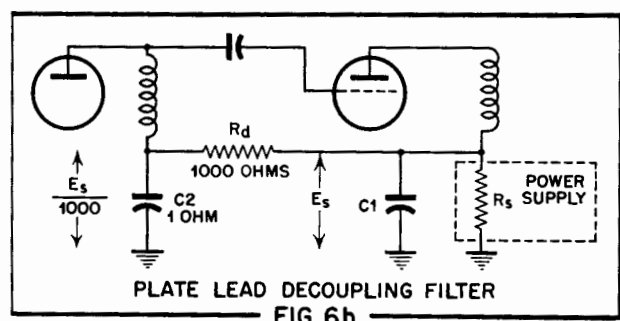 Rd
1000 OHMS
Es
1000
C2
1 OHM
Es
C1
Rs
POWER
SUPPLY
PLATE LEAD DECOUPLING FILTER
FIG 6b